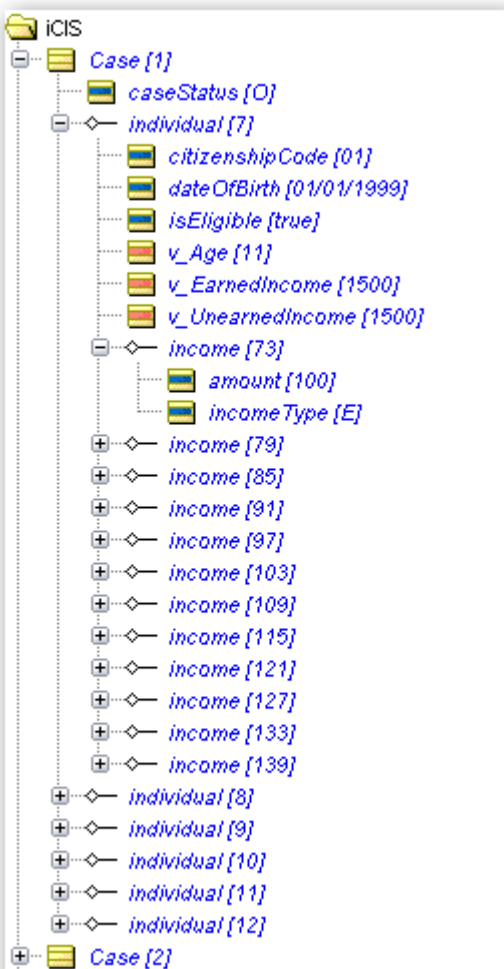 iCIS
Case [1]
caseStatus [O]
individual [7]
citizenshipCode [01]
dateOfBirth [01/01/1999]
isEligible [true]
v_Age [11]
v_EarnedIncome [1500]
v_UnearnedIncome [1500]
income [73]
amount [100]
incomeType [E]
income [79]
income [85]
income [91]
income [97]
income [103]
income [109]
income [115]
income [121]
income [127]
income [133]
income [139]
individual [8]
individual [9]
individual [10]
individual [11]
individual [12]
Case [2]